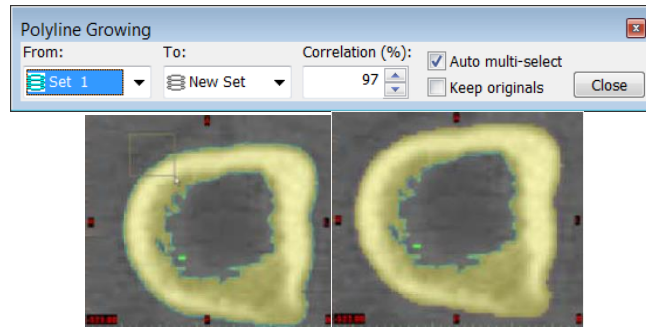 Polyline Growing
From: To: Correlation (%):
Auto multi-select
Set 1 New Set 97
Keep originals Close